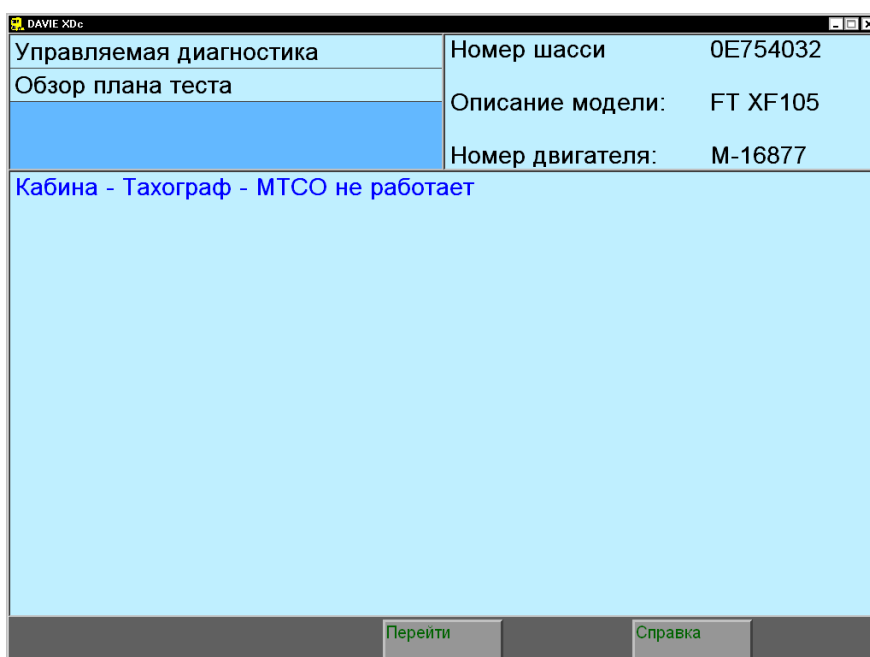 DAVIE XDc
Управляемая диагностика
Обзор плана теста
Номер шасси 0E754032
Описание модели: FT XF105
Номер двигателя: M-16877
Кабина - Тахограф - МТСО не работает
Перейти
Справка